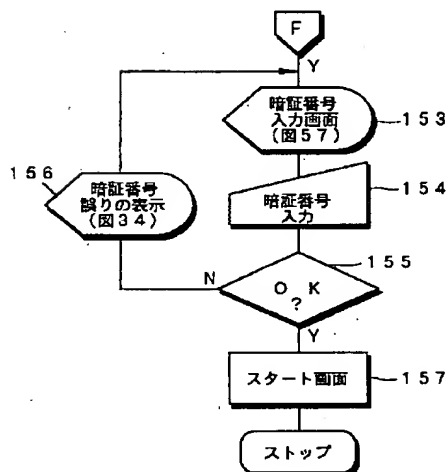 F
Y
暗証番号
入力画面
(図57)
153
156
暗証番号
誤りの表示
(図34)
154
暗証番号
入力
155
N
O K
?
Y
スタート画面
157
ストップ